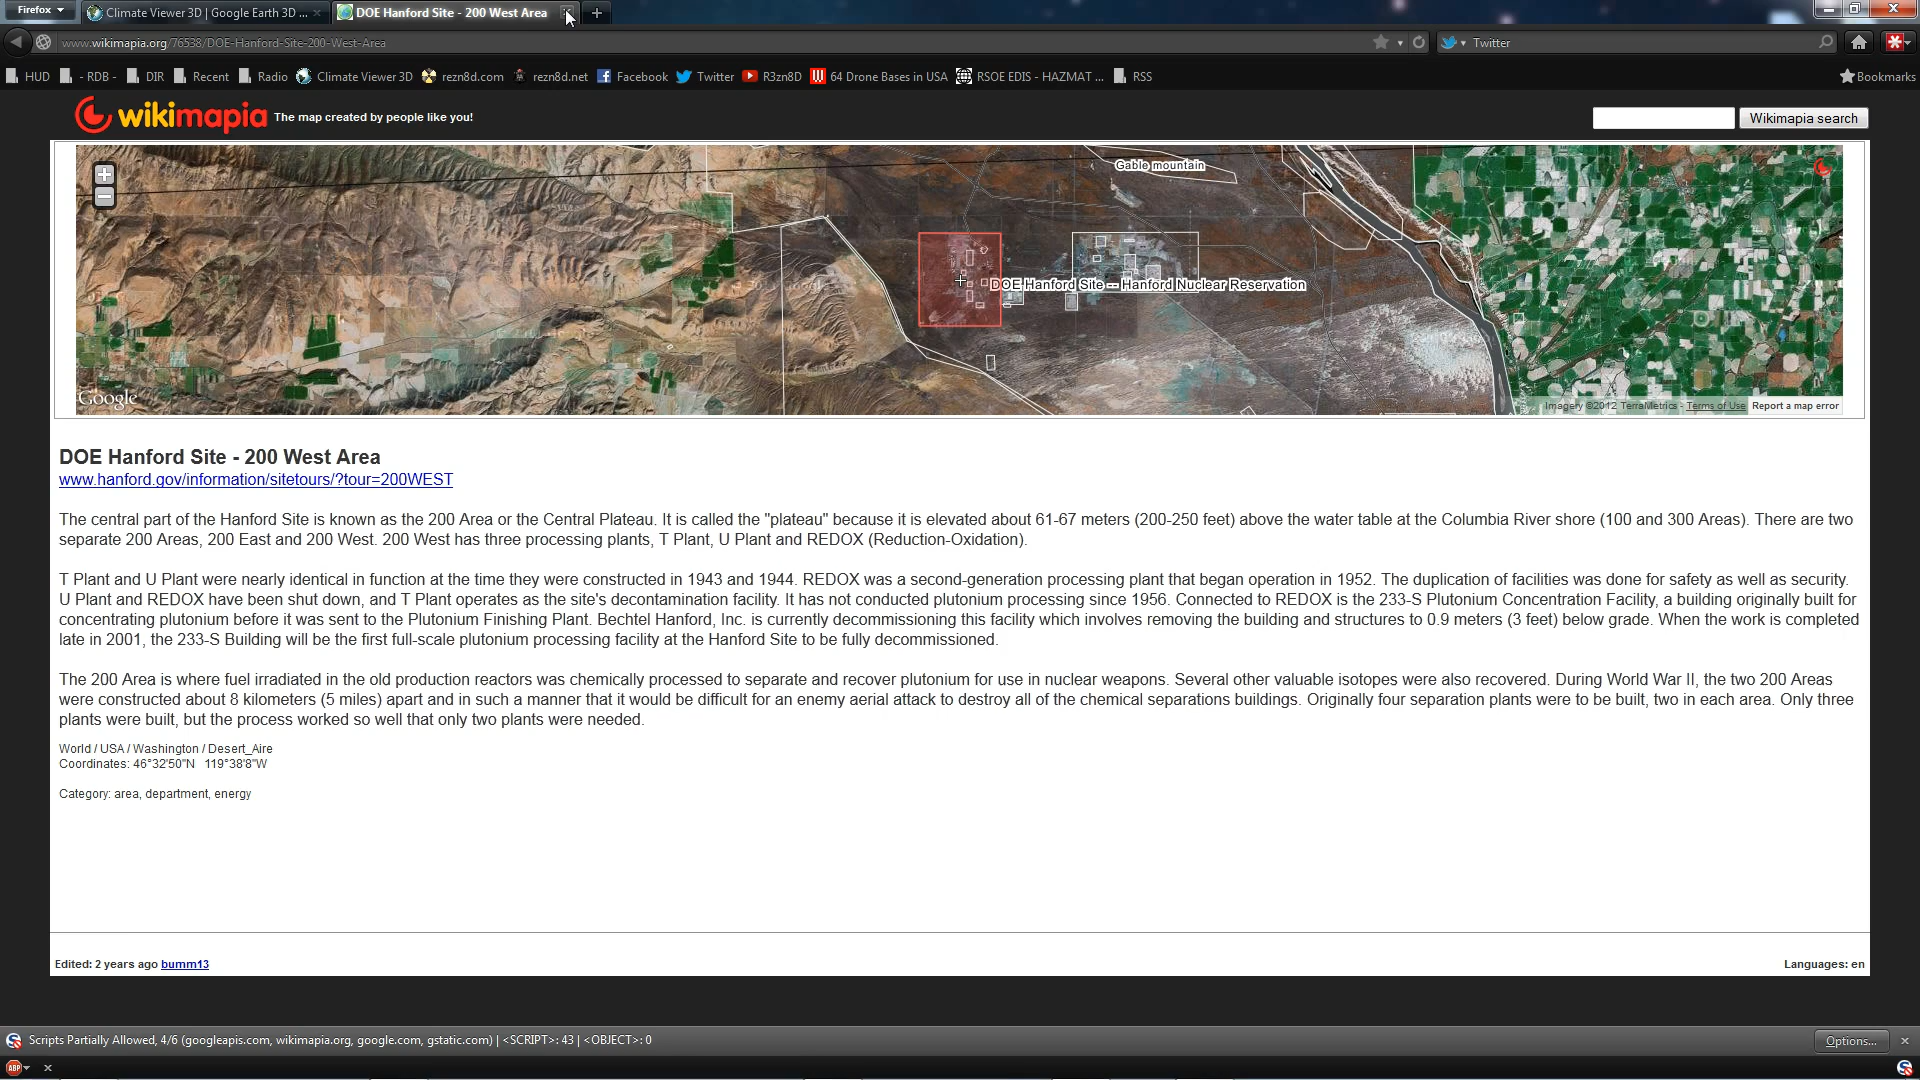 Firefox
Climate Viewer 3D | Google Earth 3D ...
DOE Hanford Site - 200 West Area
www.wikimapia.org/76538/DOE-Hanford-Site-200-West-Area
Twitter
HUD - RDB - DIR Recent Radio Climate Viewer 3D rezn8d.com rezn8d.net Facebook Twitter R3zn8D 64 Drone Bases in USA RSOE EDIS - HAZMAT ... RSS Bookmarks
wikimapia The map created by people like you!
Wikimapia search
Gable mountain
DOE Hanford Site -- Hanford Nuclear Reservation
Google
Imagery ©2012 TerraMetrics - Terms of Use Report a map error
DOE Hanford Site - 200 West Area
www.hanford.gov/information/sitetours/?tour=200WEST
The central part of the Hanford Site is known as the 200 Area or the Central Plateau. It is called the "plateau" because it is elevated about 61-67 meters (200-250 feet) above the water table at the Columbia River shore (100 and 300 Areas). There are two
separate 200 Areas, 200 East and 200 West. 200 West has three processing plants, T Plant, U Plant and REDOX (Reduction-Oxidation).
T Plant and U Plant were nearly identical in function at the time they were constructed in 1943 and 1944. REDOX was a second-generation processing plant that began operation in 1952. The duplication of facilities was done for safety as well as security.
U Plant and REDOX have been shut down, and T Plant operates as the site's decontamination facility. It has not conducted plutonium processing since 1956. Connected to REDOX is the 233-S Plutonium Concentration Facility, a building originally built for
concentrating plutonium before it was sent to the Plutonium Finishing Plant. Bechtel Hanford, Inc. is currently decommissioning this facility which involves removing the building and structures to 0.9 meters (3 feet) below grade. When the work is completed
late in 2001, the 233-S Building will be the first full-scale plutonium processing facility at the Hanford Site to be fully decommissioned.
The 200 Area is where fuel irradiated in the old production reactors was chemically processed to separate and recover plutonium for use in nuclear weapons. Several other valuable isotopes were also recovered. During World War II, the two 200 Areas
were constructed about 8 kilometers (5 miles) apart and in such a manner that it would be difficult for an enemy aerial attack to destroy all of the chemical separations buildings. Originally four separation plants were to be built, two in each area. Only three
plants were built, but the process worked so well that only two plants were needed.
World / USA / Washington / Desert_Aire
Coordinates: 46°32'50"N 119°38'8"W
Category: area, department, energy
Edited: 2 years ago bumm13
Languages: en
Scripts Partially Allowed, 4/6 (googleapis.com, wikimapia.org, google.com, gstatic.com) | <SCRIPT>: 43 | <OBJECT>: 0
Options...
ABP